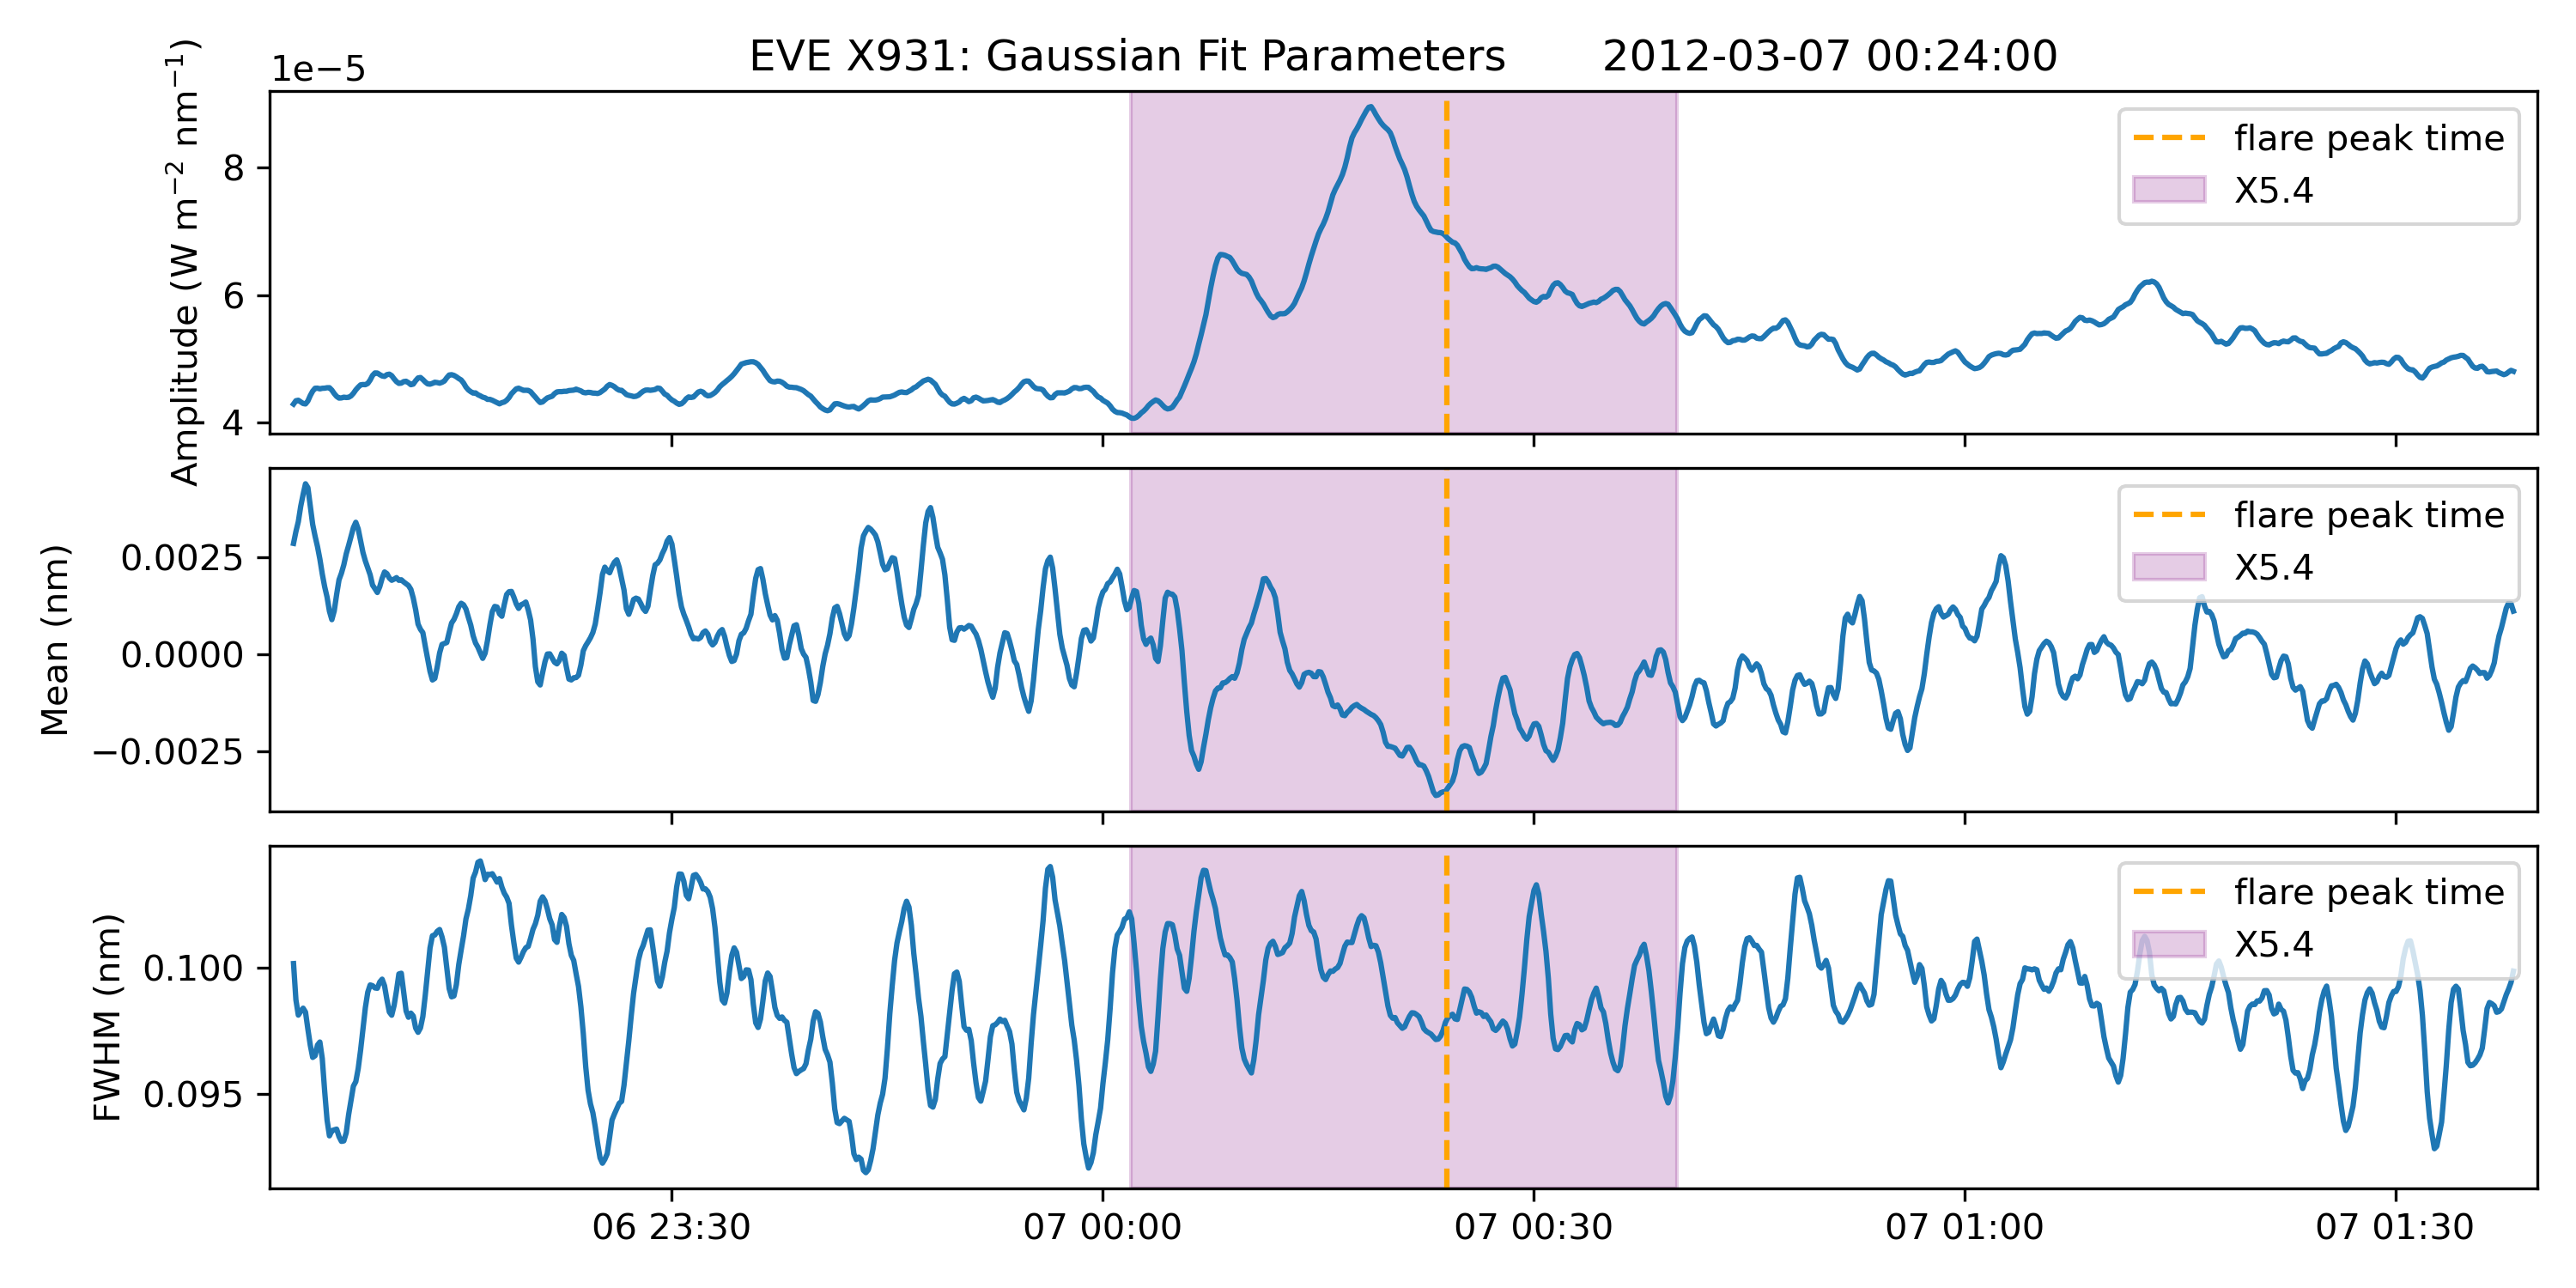 EVE X931: Gaussian Fit Parameters 2012-03-07 00:24:00
1e−5
Amplitude (W m⁻² nm⁻¹)
8
6
4
flare peak time
X5.4
Mean (nm)
0.0025
0.0000
−0.0025
flare peak time
X5.4
FWHM (nm)
0.100
0.095
flare peak time
X5.4
06 23:30
07 00:00
07 00:30
07 01:00
07 01:30